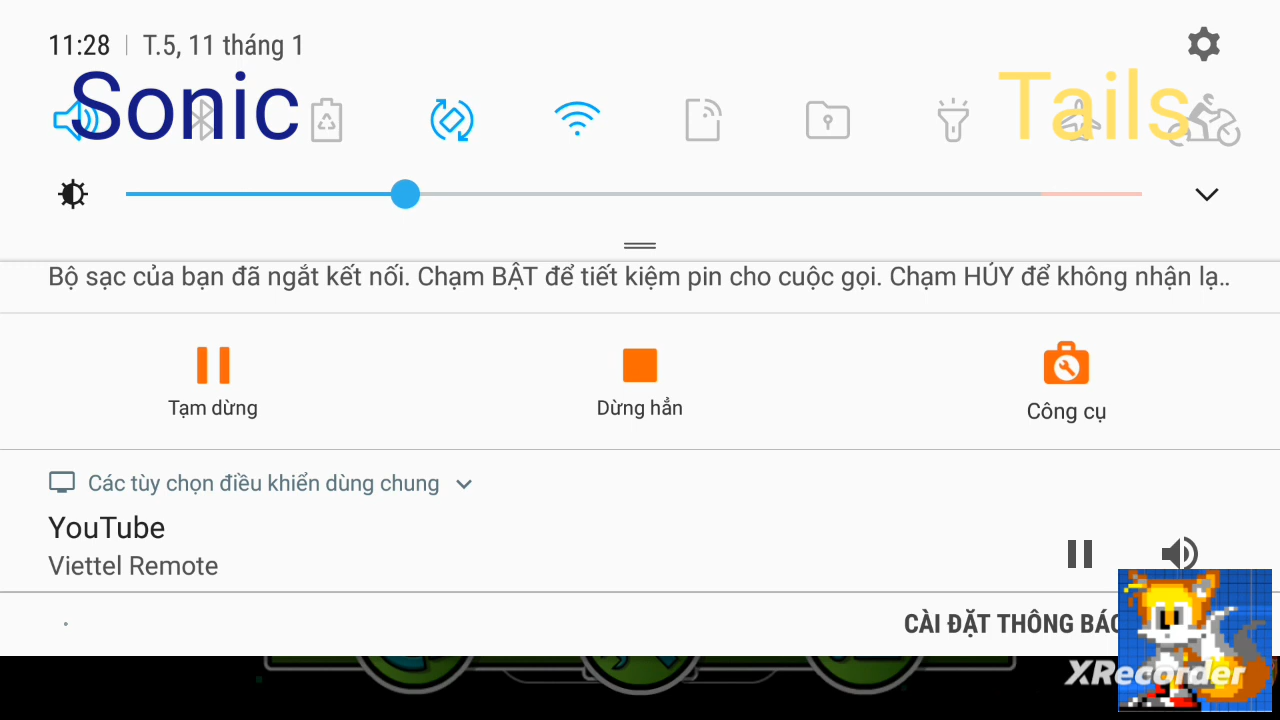 11:28 | T.5, 11 tháng 1
Sonic
Tails
Bộ sạc của bạn đã ngắt kết nối. Chạm BẬT để tiết kiệm pin cho cuộc gọi. Chạm HỦY để không nhận lạ..
Tạm dừng
Dừng hẳn
Công cụ
Các tùy chọn điều khiển dùng chung
YouTube
Viettel Remote
CÀI ĐẶT THÔNG BÁO
XRecorder